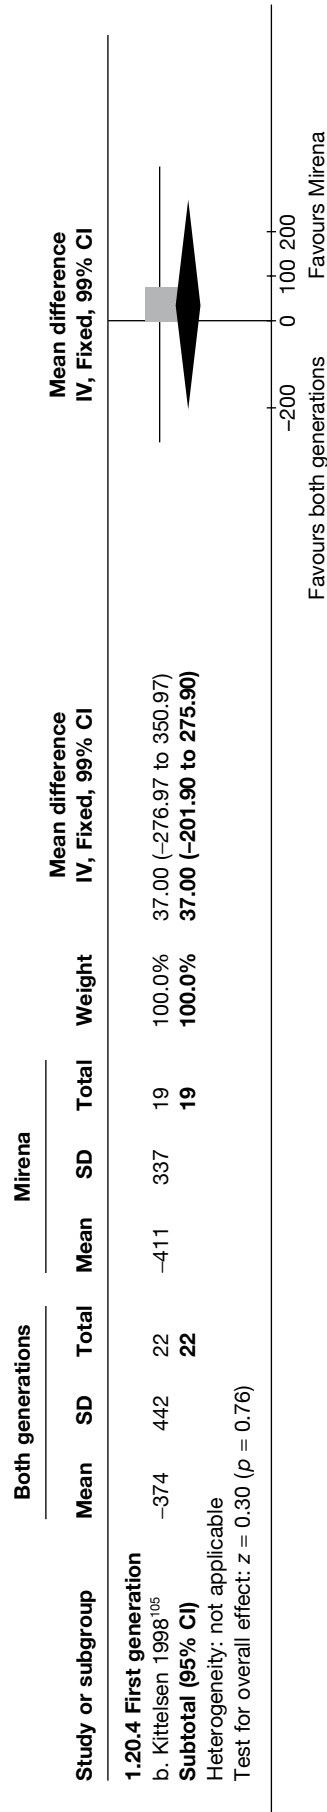 Both generations Mirena Mean difference Mean difference
Study or subgroup Mean SD Total Mean SD Total Weight IV, Fixed, 99% CI IV, Fixed, 99% CI
1.20.4 First generation
b. Kittelsen 1998¹⁰⁵ −374 442 22 −411 337 19 100.0% 37.00 (−276.97 to 350.97)
Subtotal (95% CI) 22 19 100.0% 37.00 (−201.90 to 275.90)
Heterogeneity: not applicable
Test for overall effect: z = 0.30 (p = 0.76)
−200 0 100 200
Favours both generations Favours Mirena